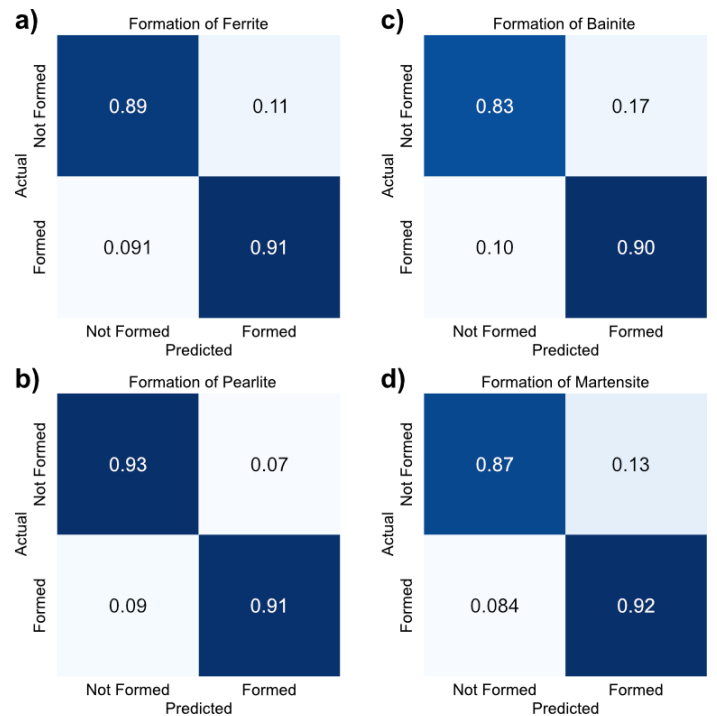 a)
Formation of Ferrite
Actual
Not Formed
Formed
0.89 0.11
0.091 0.91
Not Formed Formed
Predicted
c)
Formation of Bainite
Actual
Not Formed
Formed
0.83 0.17
0.10 0.90
Not Formed Formed
Predicted
b)
Formation of Pearlite
Actual
Not Formed
Formed
0.93 0.07
0.09 0.91
Not Formed Formed
Predicted
d)
Formation of Martensite
Actual
Not Formed
Formed
0.87 0.13
0.084 0.92
Not Formed Formed
Predicted